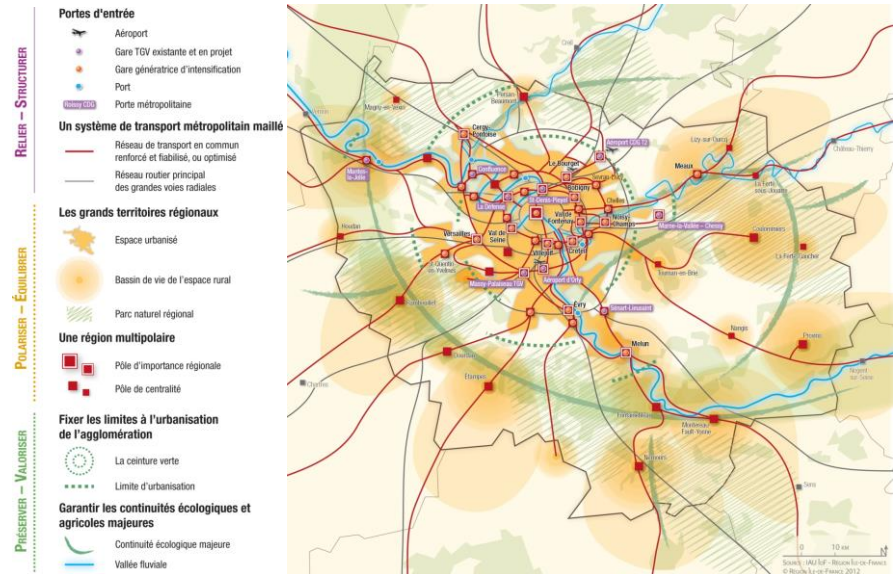 RELIER – STRUCTURER
Portes d'entrée
Aéroport
Gare TGV existante et en projet
Gare génératrice d'intensification
Port
Roissy CDG
Porte métropolitaine
Un système de transport métropolitain maillé
Réseau de transport en commun
renforcé et fiabilisé, ou optimisé
Réseau routier principal
des grandes voies radiales
POLARISER – ÉQUILIBRER
Les grands territoires régionaux
Espace urbanisé
Bassin de vie de l'espace rural
Parc naturel régional
Une région multipolaire
Pôle d'importance régionale
Pôle de centralité
PRÉSERVER – VALORISER
Fixer les limites à l'urbanisation
de l'agglomération
La ceinture verte
Limite d'urbanisation
Garantir les continuités écologiques et
agricoles majeures
Continuité écologique majeure
Vallée fluviale
Creil
Persan
Beaumont
Magny-en-Vexin
Vernon
Cergy
Pontoise
Aéroport CDG T2
Lizy-sur-Ourcq
Château-Thierry
Mantes-
la-Jolie
Confluence
Le Bourget
Sevran-Livry
Meaux
La Ferté-
sous-Jouarre
La Défense
St-Denis-Pleyel
Bobigny
Chelles
Houdan
Versailles
Val de
Seine
Val de
Fontenay
Noisy-
Champs
Marne-la-Vallée – Chessy
Coulommiers
La Ferté-Gaucher
St-Quentin
en-Yvelines
Créteil
Massy-Palaiseau TGV
Aéroport d'Orly
Tournan-en-Brie
Rambouillet
Évry
Sénart-Lieusaint
Nangis
Provins
Dourdan
Melun
Chartres
Étampes
Nogent
sur-Seine
Fontainebleau
Montereau-
Fault-Yonne
Nemours
Sens
0
10 KM
N
SOURCE : IAU ÎDF - RÉGION ÎLE-DE-FRANCE
© RÉGION ÎLE-DE-FRANCE 2012